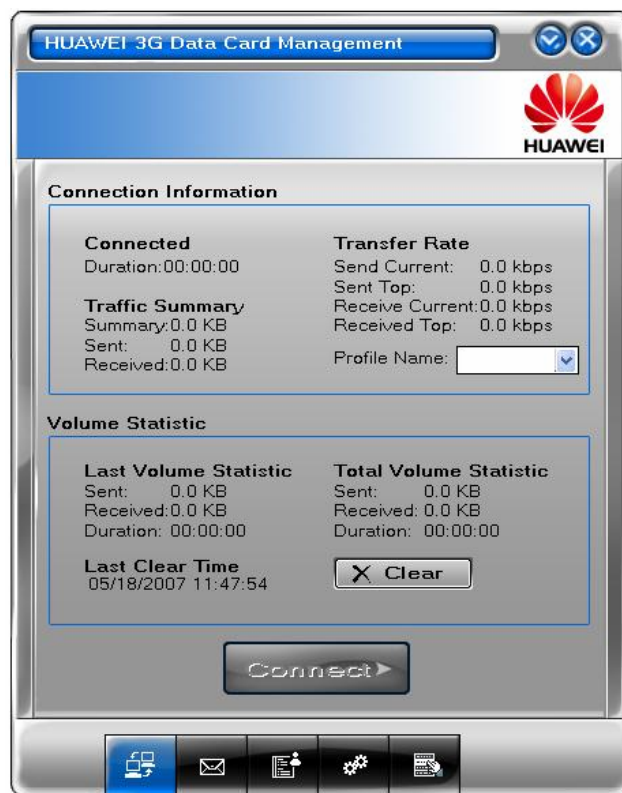 HUAWEI 3G Data Card Management
HUAWEI
Connection Information
Connected
Duration:00:00:00
Traffic Summary
Summary:0.0 KB
Sent: 0.0 KB
Received:0.0 KB
Transfer Rate
Send Current: 0.0 kbps
Sent Top: 0.0 kbps
Receive Current:0.0 kbps
Received Top: 0.0 kbps
Profile Name:
Volume Statistic
Last Volume Statistic
Sent: 0.0 KB
Received: 0.0 KB
Duration: 00:00:00
Last Clear Time
05/18/2007 11:47:54
Total Volume Statistic
Sent: 0.0 KB
Received: 0.0 KB
Duration: 00:00:00
Clear
Connect